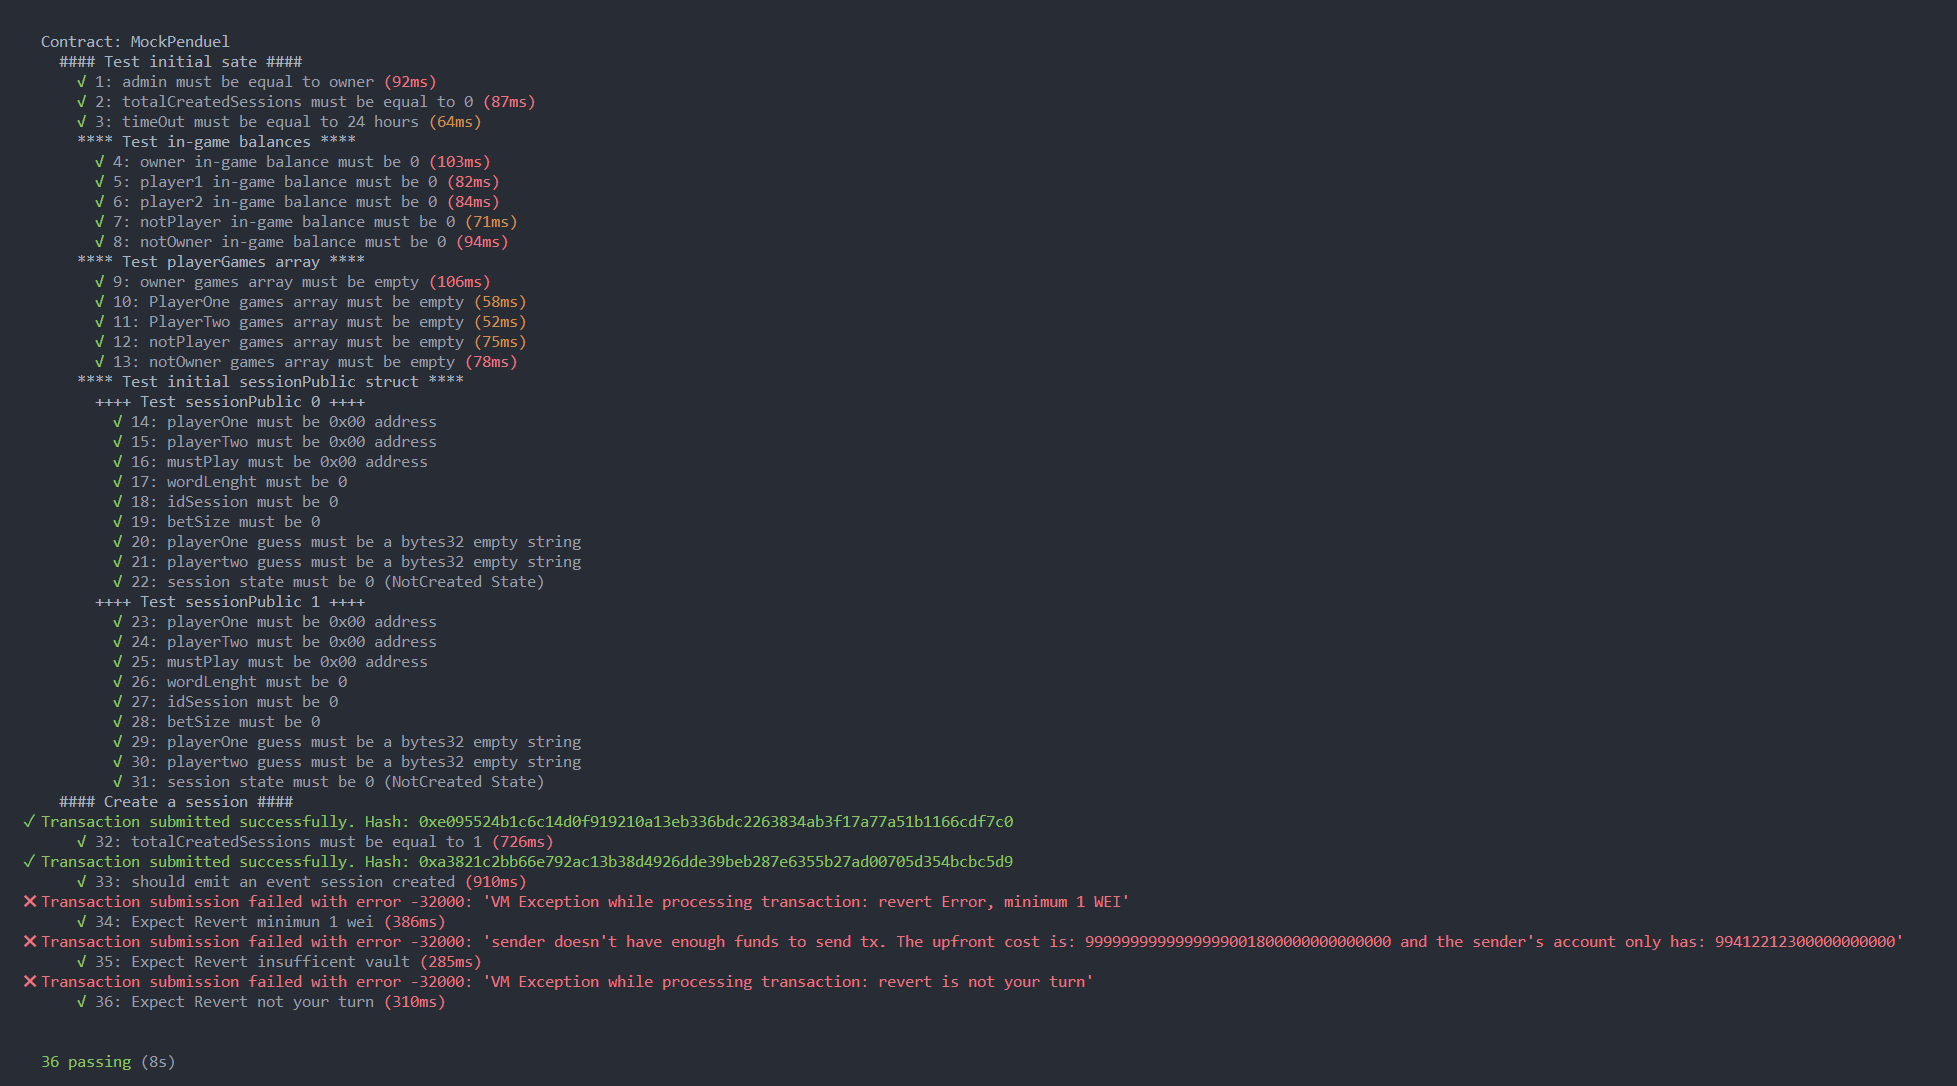 Contract: MockPenduel
#### Test initial sate ####
√ 1: admin must be equal to owner (92ms)
√ 2: totalCreatedSessions must be equal to 0 (87ms)
√ 3: timeOut must be equal to 24 hours (64ms)
**** Test in-game balances ****
√ 4: owner in-game balance must be 0 (103ms)
√ 5: player1 in-game balance must be 0 (82ms)
√ 6: player2 in-game balance must be 0 (84ms)
√ 7: notPlayer in-game balance must be 0 (71ms)
√ 8: notOwner in-game balance must be 0 (94ms)
**** Test playerGames array ****
√ 9: owner games array must be empty (106ms)
√ 10: PlayerOne games array must be empty (58ms)
√ 11: PlayerTwo games array must be empty (52ms)
√ 12: notPlayer games array must be empty (75ms)
√ 13: notOwner games array must be empty (78ms)
**** Test initial sessionPublic struct ****
++++ Test sessionPublic 0 ++++
√ 14: playerOne must be 0x00 address
√ 15: playerTwo must be 0x00 address
√ 16: mustPlay must be 0x00 address
√ 17: wordLenght must be 0
√ 18: idSession must be 0
√ 19: betSize must be 0
√ 20: playerOne guess must be a bytes32 empty string
√ 21: playertwo guess must be a bytes32 empty string
√ 22: session state must be 0 (NotCreated State)
++++ Test sessionPublic 1 ++++
√ 23: playerOne must be 0x00 address
√ 24: playerTwo must be 0x00 address
√ 25: mustPlay must be 0x00 address
√ 26: wordLenght must be 0
√ 27: idSession must be 0
√ 28: betSize must be 0
√ 29: playerOne guess must be a bytes32 empty string
√ 30: playertwo guess must be a bytes32 empty string
√ 31: session state must be 0 (NotCreated State)
#### Create a session ####
✓ Transaction submitted successfully. Hash: 0xe095524b1c6c14d0f919210a13eb336bdc2263834ab3f17a77a51b1166cdf7c0
√ 32: totalCreatedSessions must be equal to 1 (726ms)
✓ Transaction submitted successfully. Hash: 0xa3821c2bb66e792ac13b38d4926dde39beb287e6355b27ad00705d354bcbc5d9
√ 33: should emit an event session created (910ms)
❌ Transaction submission failed with error -32000: 'VM Exception while processing transaction: revert Error, minimum 1 WEI'
√ 34: Expect Revert minimun 1 wei (386ms)
❌ Transaction submission failed with error -32000: 'sender doesn't have enough funds to send tx. The upfront cost is: 9999999999999999001800000000000000 and the sender's account only has: 99412212300000000000'
√ 35: Expect Revert insufficent vault (285ms)
❌ Transaction submission failed with error -32000: 'VM Exception while processing transaction: revert is not your turn'
√ 36: Expect Revert not your turn (310ms)
36 passing (8s)